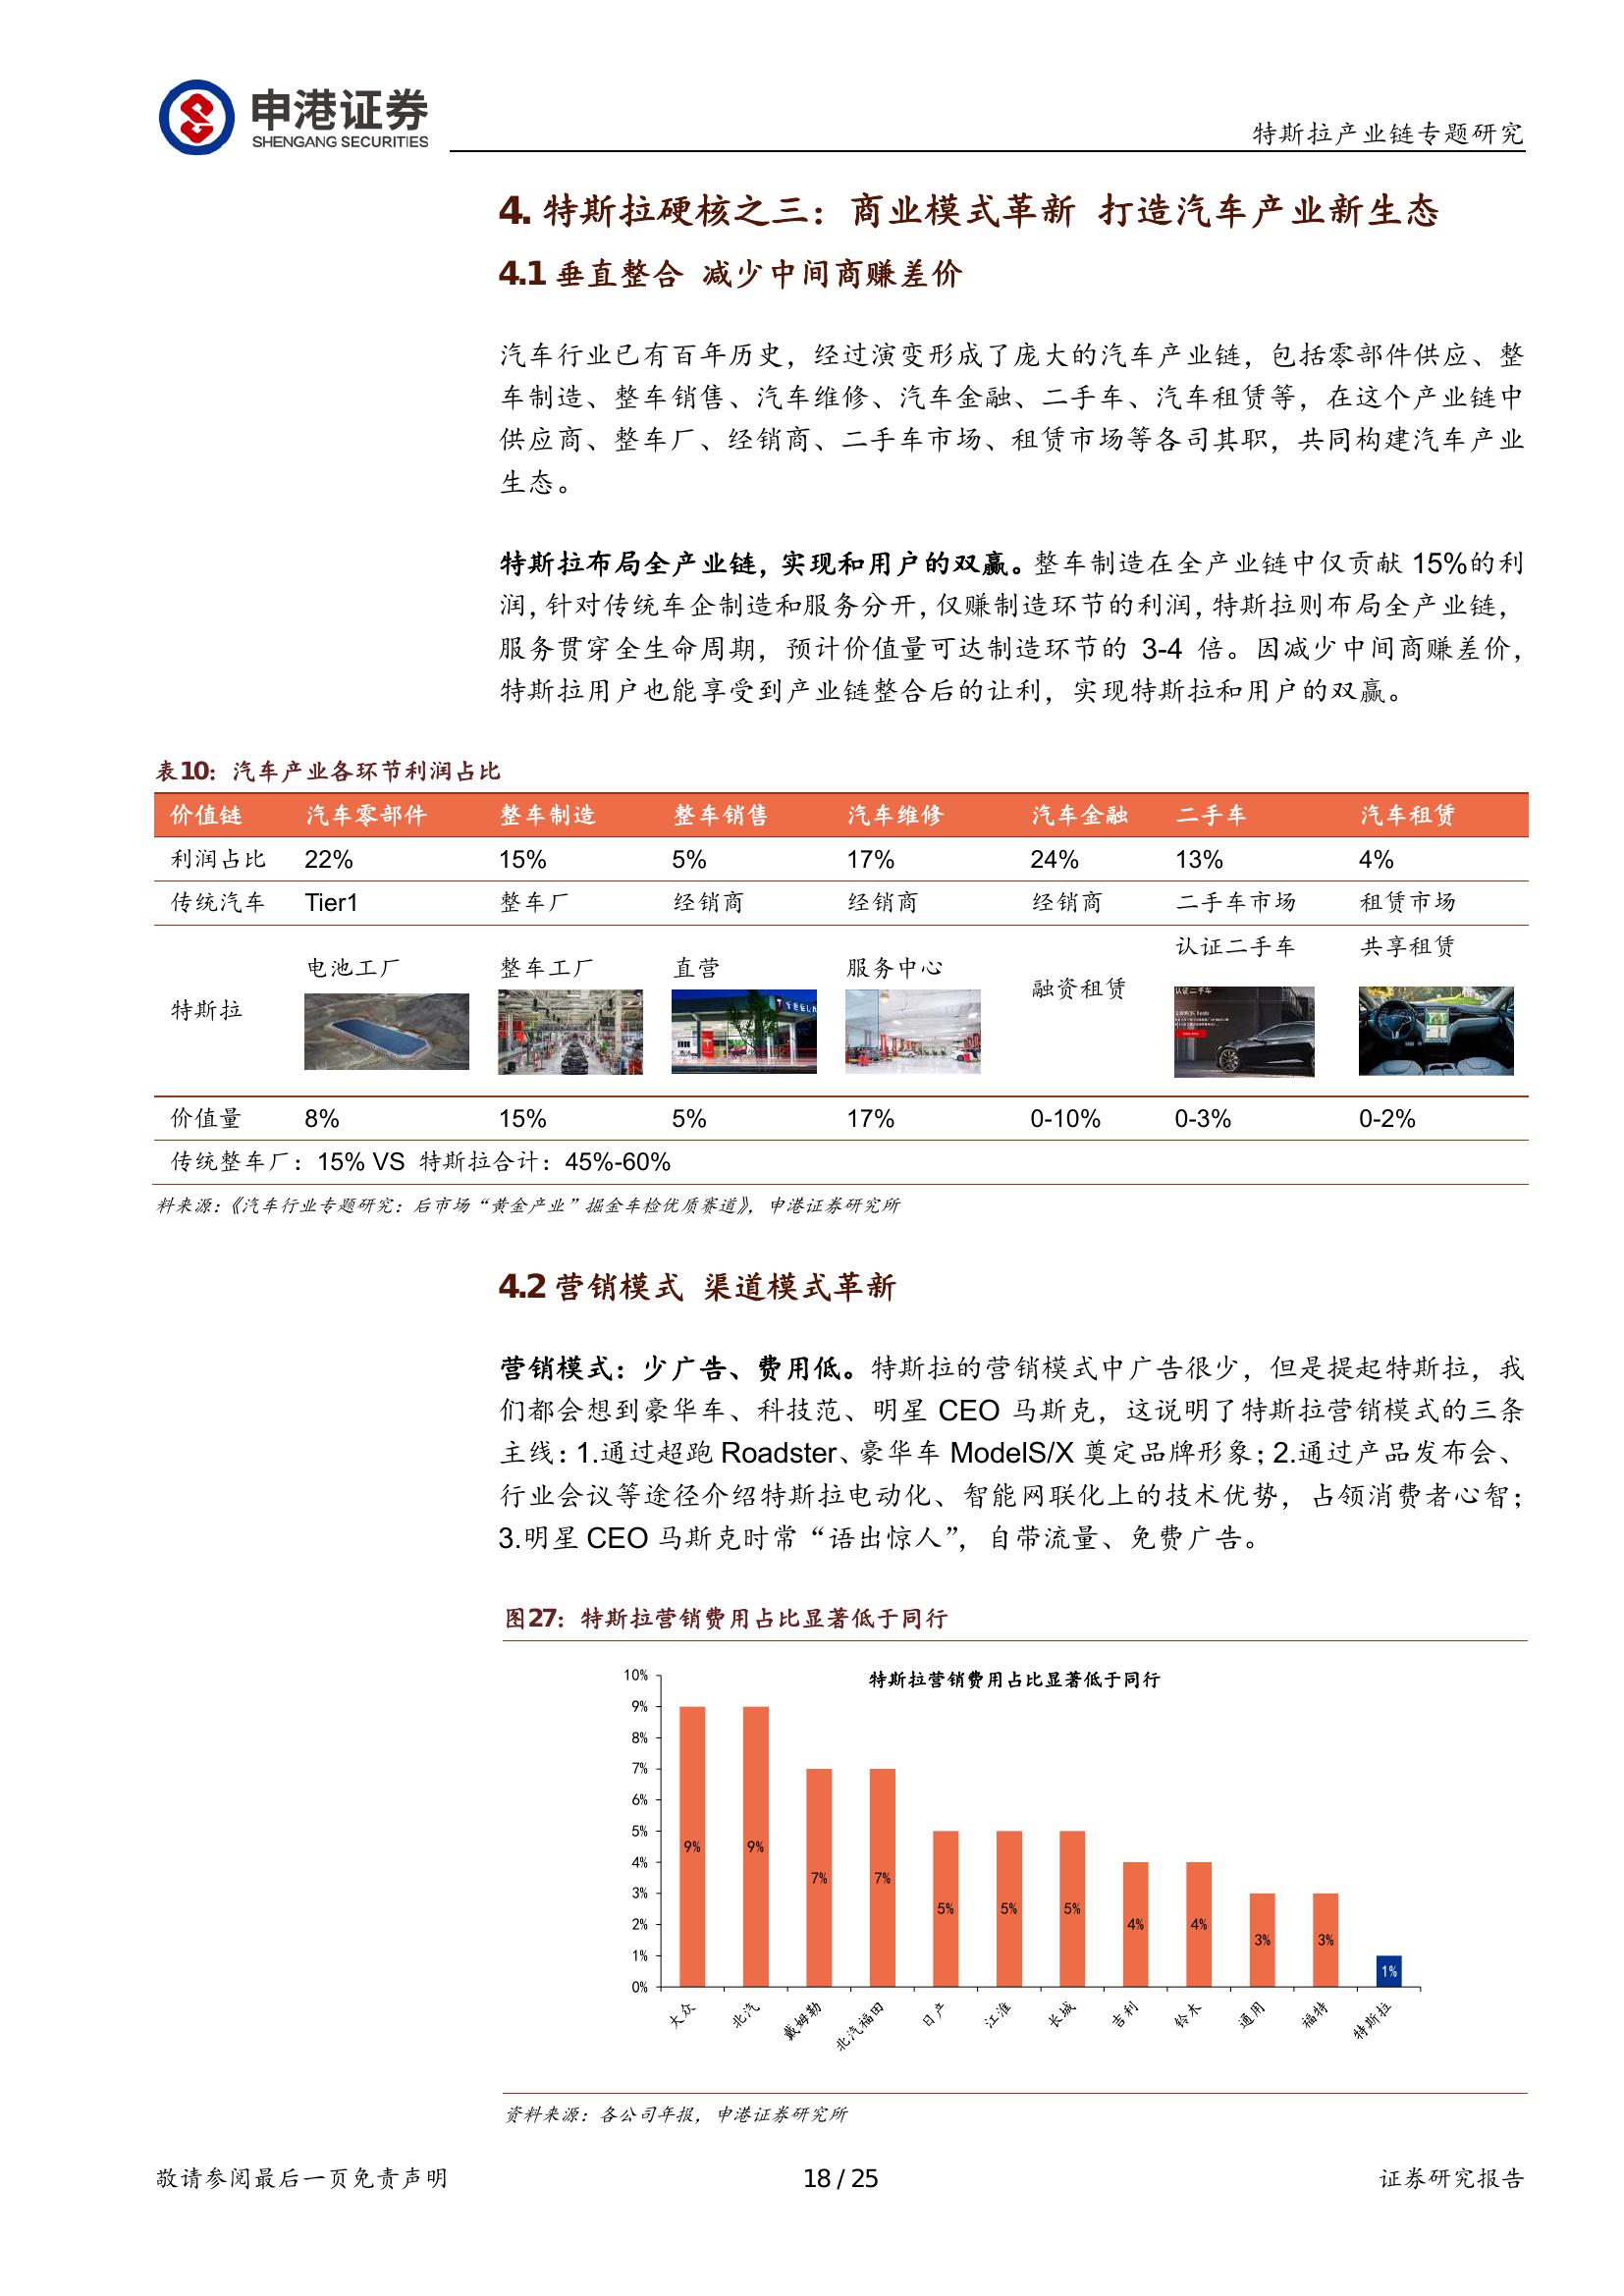 申港证券
SHENGANG SECURITIES
特斯拉产业链专题研究
4. 特斯拉硬核之三：商业模式革新 打造汽车产业新生态
4.1 垂直整合 减少中间商赚差价
汽车行业已有百年历史，经过演变形成了庞大的汽车产业链，包括零部件供应、整
车制造、整车销售、汽车维修、汽车金融、二手车、汽车租赁等，在这个产业链中
供应商、整车厂、经销商、二手车市场、租赁市场等各司其职，共同构建汽车产业
生态。
特斯拉布局全产业链，实现和用户的双赢。整车制造在全产业链中仅贡献 15%的利
润，针对传统车企制造和服务分开，仅赚制造环节的利润，特斯拉则布局全产业链，
服务贯穿全生命周期，预计价值量可达制造环节的 3-4 倍。因减少中间商赚差价，
特斯拉用户也能享受到产业链整合后的让利，实现特斯拉和用户的双赢。
表10：汽车产业各环节利润占比
价值链 汽车零部件 整车制造 整车销售 汽车维修 汽车金融 二手车 汽车租赁
利润占比 22% 15% 5% 17% 24% 13% 4%
传统汽车 Tier1 整车厂 经销商 经销商 经销商 二手车市场 租赁市场
特斯拉 电池工厂 整车工厂 直营 服务中心 融资租赁 认证二手车 共享租赁
认证二手车
价值量 8% 15% 5% 17% 0-10% 0-3% 0-2%
传统整车厂：15% VS 特斯拉合计：45%-60%
料来源：《汽车行业专题研究：后市场“黄金产业”掘金车检优质赛道》，申港证券研究所
4.2 营销模式 渠道模式革新
营销模式：少广告、费用低。特斯拉的营销模式中广告很少，但是提起特斯拉，我
们都会想到豪华车、科技范、明星 CEO 马斯克，这说明了特斯拉营销模式的三条
主线：1.通过超跑 Roadster、豪华车 ModelS/X 奠定品牌形象；2.通过产品发布会、
行业会议等途径介绍特斯拉电动化、智能网联化上的技术优势，占领消费者心智；
3.明星 CEO 马斯克时常“语出惊人”，自带流量、免费广告。
图27：特斯拉营销费用占比显著低于同行
特斯拉营销费用占比显著低于同行
10%
9%
8%
7%
6%
5%
4%
3%
2%
1%
0%
9% 9% 7% 7% 5% 5% 5% 4% 4% 3% 3% 1%
大众 北汽 戴姆勒 北汽福田 日产 江淮 长城 吉利 铃木 通用 福特 特斯拉
资料来源：各公司年报，申港证券研究所
敬请参阅最后一页免责声明 18 / 25 证券研究报告